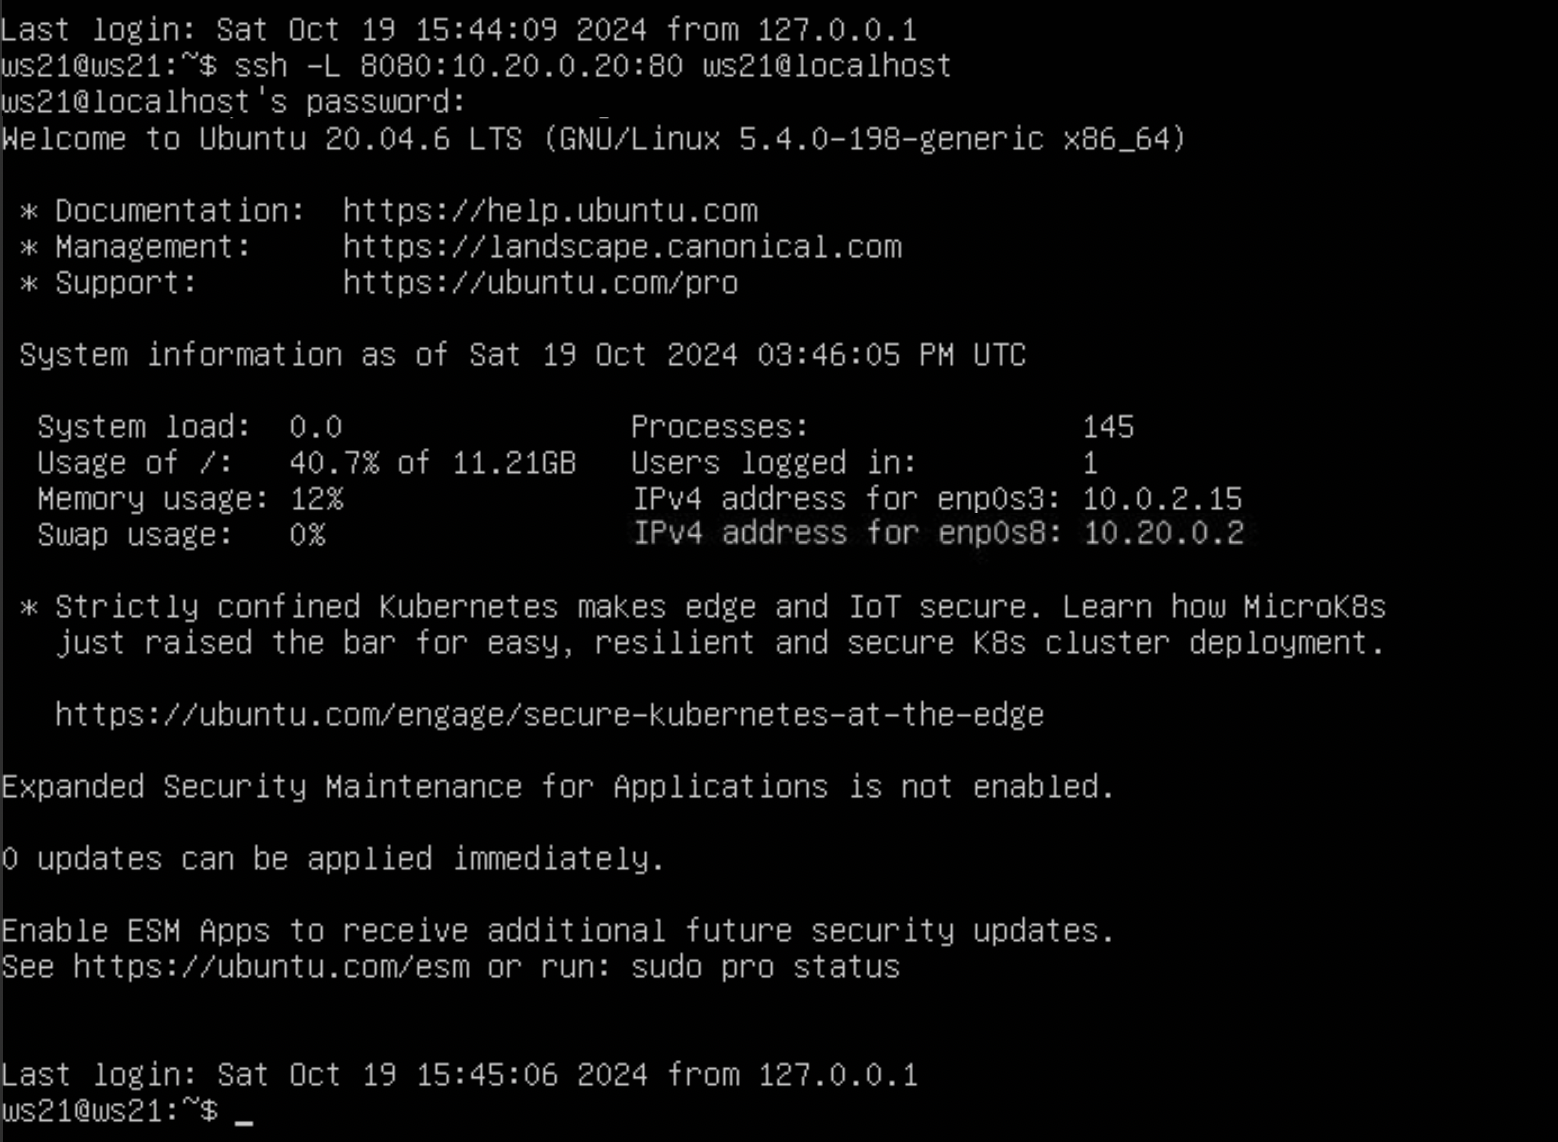 Last login: Sat Oct 19 15:44:09 2024 from 127.0.0.1
ws21@ws21:~$ ssh -L 8080:10.20.0.20:80 ws21@localhost
ws21@localhost's password:
Welcome to Ubuntu 20.04.6 LTS (GNU/Linux 5.4.0-198-generic x86_64)

 * Documentation:  https://help.ubuntu.com
 * Management:     https://landscape.canonical.com
 * Support:        https://ubuntu.com/pro

 System information as of Sat 19 Oct 2024 03:46:05 PM UTC

  System load:  0.0                Processes:               145
  Usage of /:   40.7% of 11.21GB   Users logged in:         1
  Memory usage: 12%                IPv4 address for enp0s3: 10.0.2.15
  Swap usage:   0%                 IPv4 address for enp0s8: 10.20.0.2

 * Strictly confined Kubernetes makes edge and IoT secure. Learn how MicroK8s
   just raised the bar for easy, resilient and secure K8s cluster deployment.

   https://ubuntu.com/engage/secure-kubernetes-at-the-edge

Expanded Security Maintenance for Applications is not enabled.

0 updates can be applied immediately.

Enable ESM Apps to receive additional future security updates.
See https://ubuntu.com/esm or run: sudo pro status


Last login: Sat Oct 19 15:45:06 2024 from 127.0.0.1
ws21@ws21:~$ _